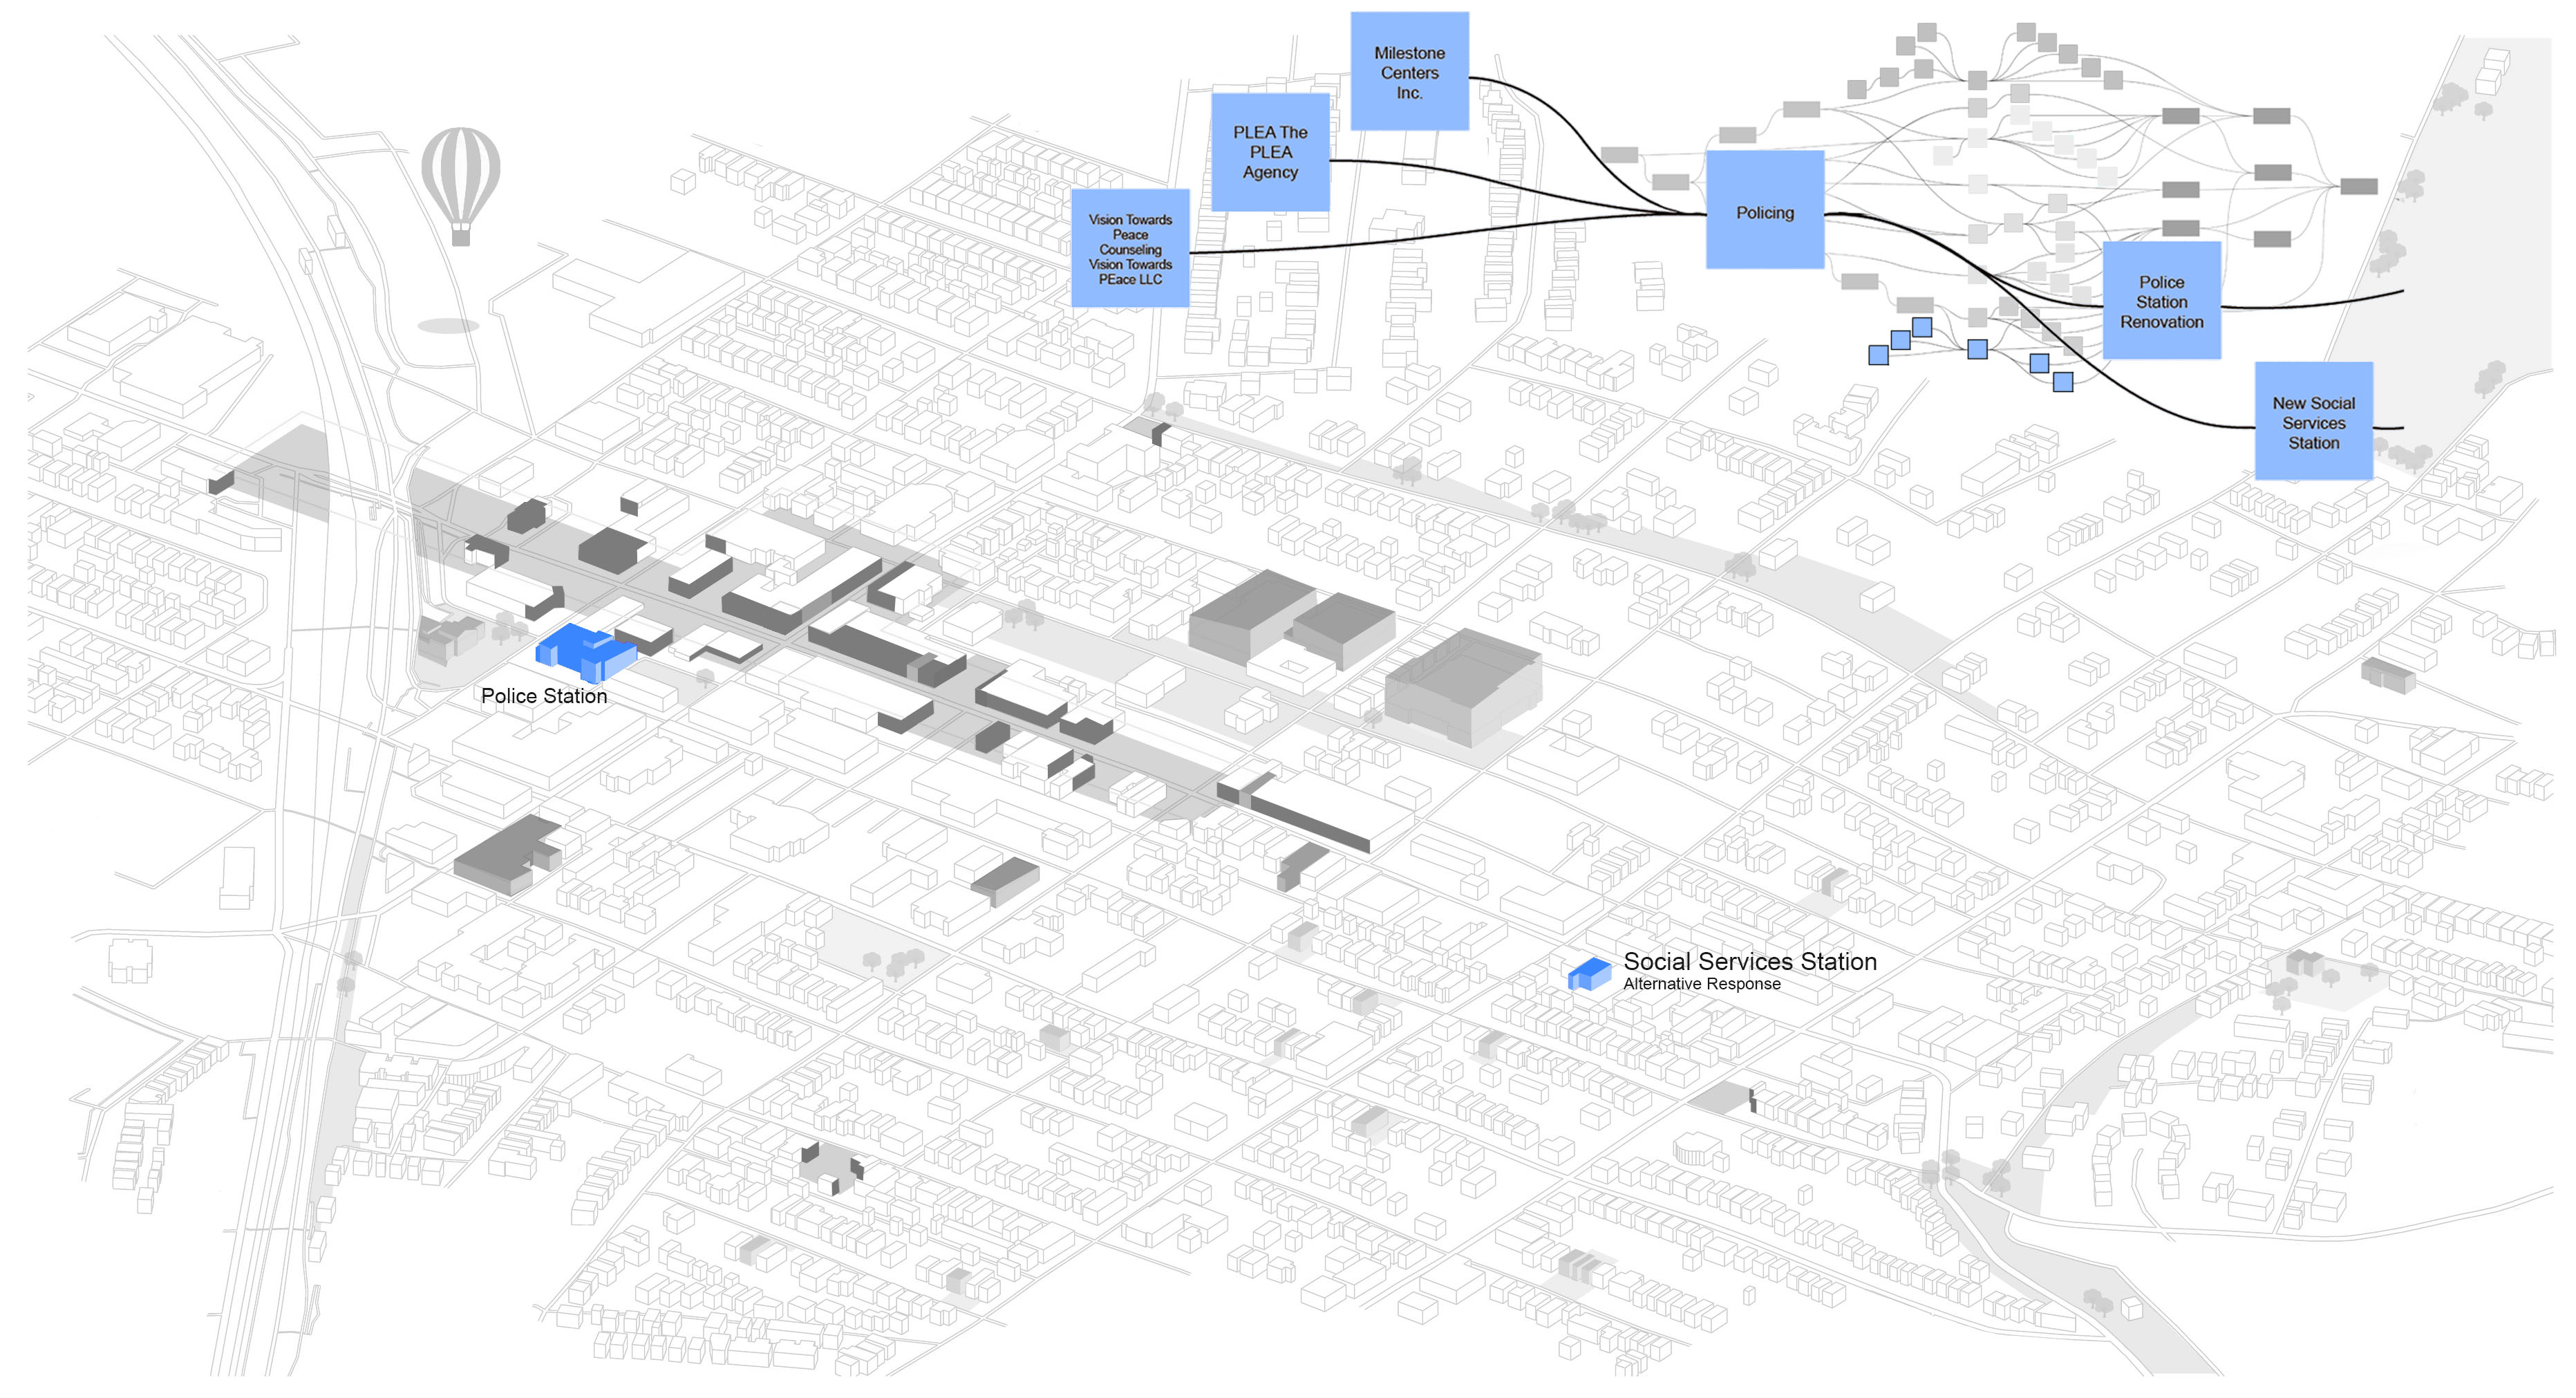 Milestone
Centers
Inc.
PLEA The
PLEA
Agency
Vision Towards
Peace
Counseling
Vision Towards
PEace LLC
Policing
Police
Station
Renovation
New Social
Services
Station
Police Station
Social Services Station
Alternative Response